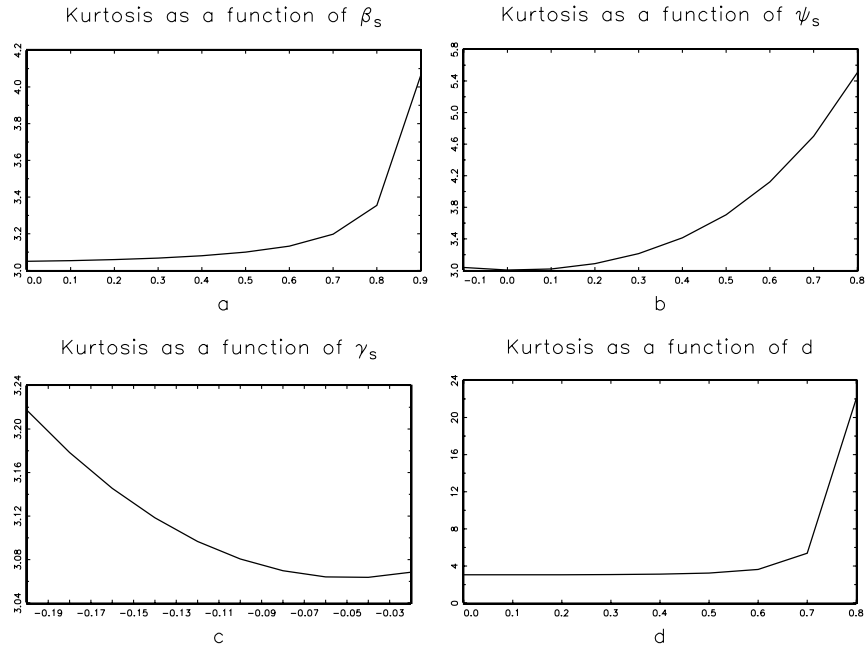 Kurtosis as a function of βs
4.2
4.0
3.8
3.6
3.4
3.2
3.0
0.0 0.1 0.2 0.3 0.4 0.5 0.6 0.7 0.8 0.9
a
Kurtosis as a function of ψs
5.8
5.4
5.0
4.6
4.2
3.8
3.4
3.0
-0.1 0.0 0.1 0.2 0.3 0.4 0.5 0.6 0.7 0.8
b
Kurtosis as a function of γs
3.24
3.20
3.16
3.12
3.08
3.04
-0.19 -0.17 -0.15 -0.13 -0.11 -0.09 -0.07 -0.05 -0.03
c
Kurtosis as a function of d
24
20
16
12
8
4
0
0.0 0.1 0.2 0.3 0.4 0.5 0.6 0.7 0.8
d